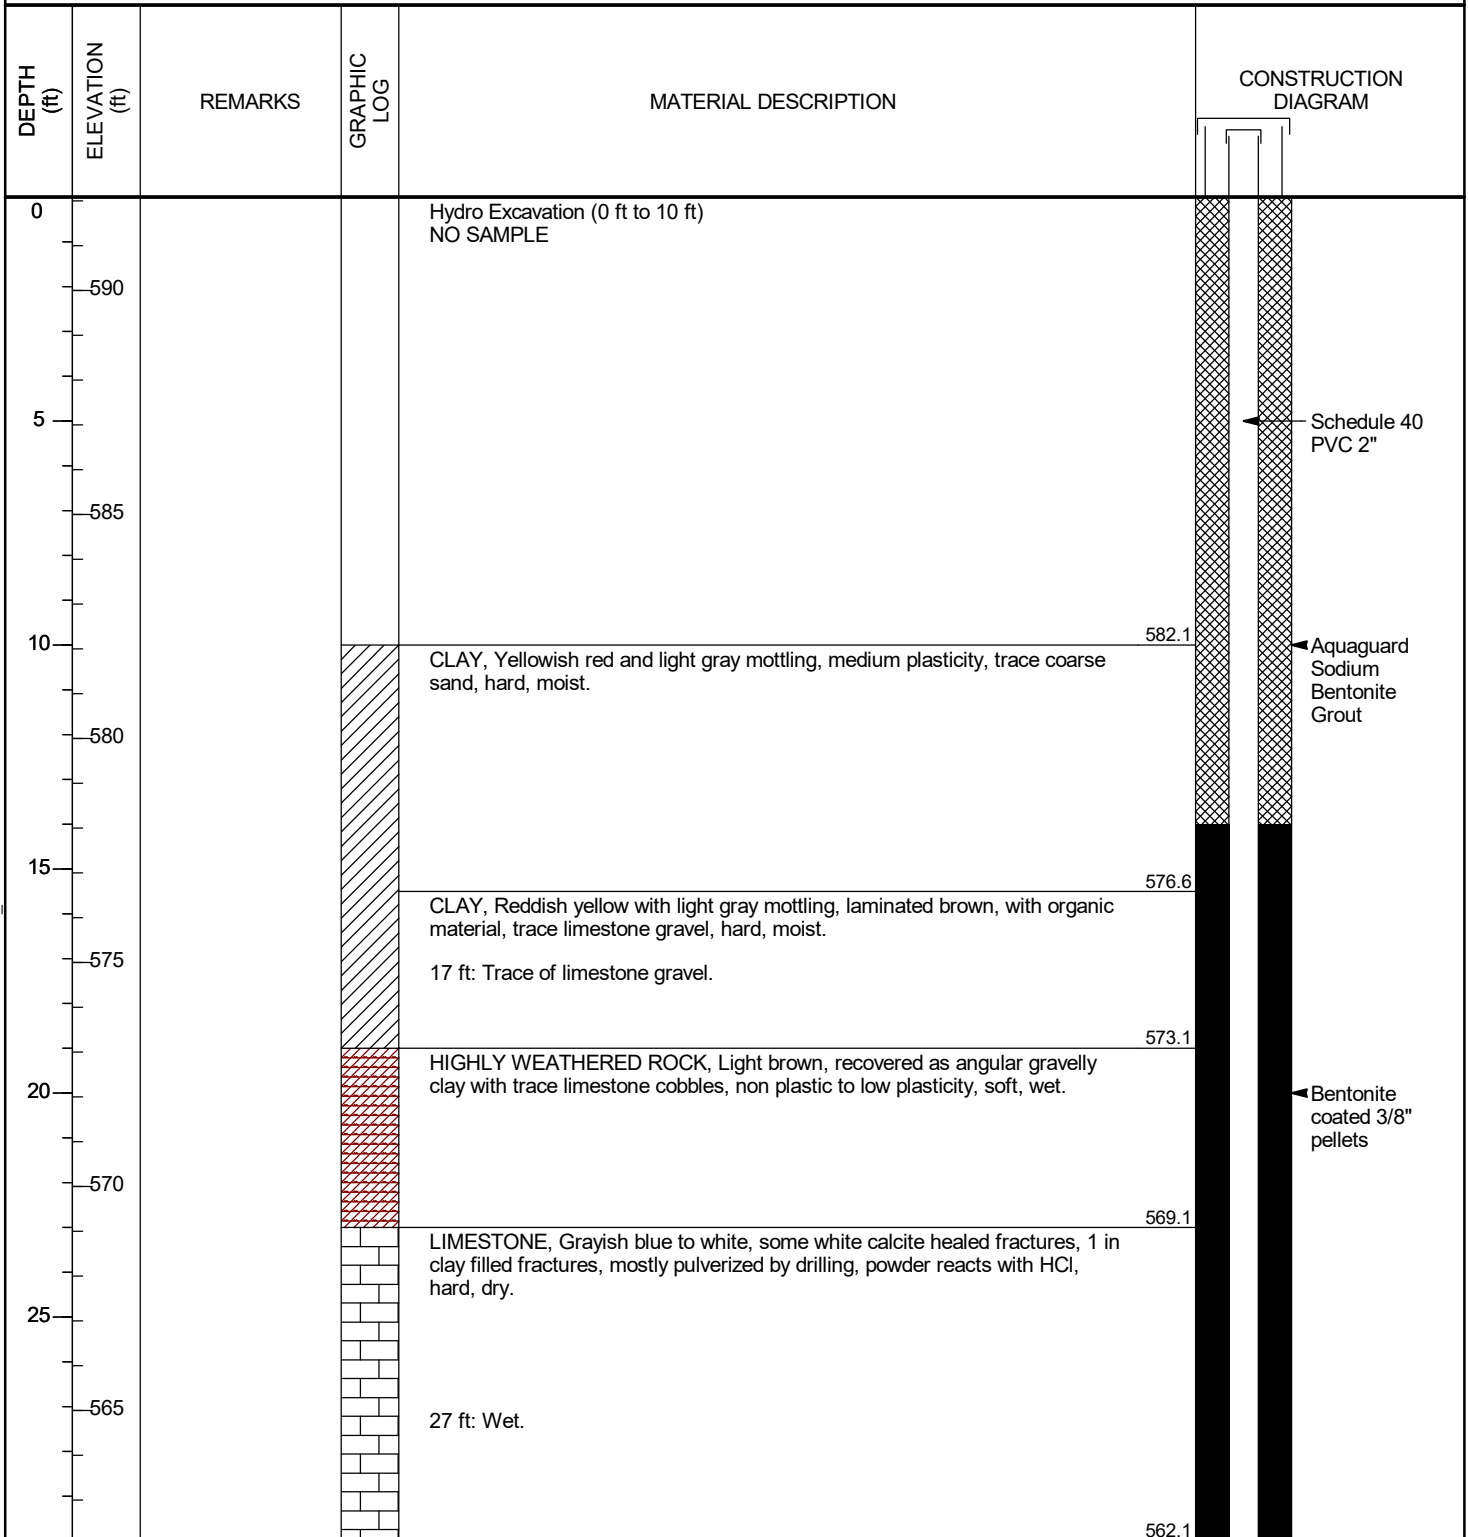 DEPTH
(ft)
ELEVATION
(ft)
REMARKS
GRAPHIC
LOG
MATERIAL DESCRIPTION
CONSTRUCTION
DIAGRAM
0
Hydro Excavation (0 ft to 10 ft)
NO SAMPLE
590
5
Schedule 40
PVC 2"
585
10
582.1
CLAY, Yellowish red and light gray mottling, medium plasticity, trace coarse
sand, hard, moist.
Aquaguard
Sodium
Bentonite
Grout
580
15
576.6
CLAY, Reddish yellow with light gray mottling, laminated brown, with organic
material, trace limestone gravel, hard, moist.
575
17 ft: Trace of limestone gravel.
573.1
HIGHLY WEATHERED ROCK, Light brown, recovered as angular gravelly
clay with trace limestone cobbles, non plastic to low plasticity, soft, wet.
20
Bentonite
coated 3/8"
pellets
570
569.1
LIMESTONE, Grayish blue to white, some white calcite healed fractures, 1 in
clay filled fractures, mostly pulverized by drilling, powder reacts with HCl,
hard, dry.
25
565
27 ft: Wet.
562.1